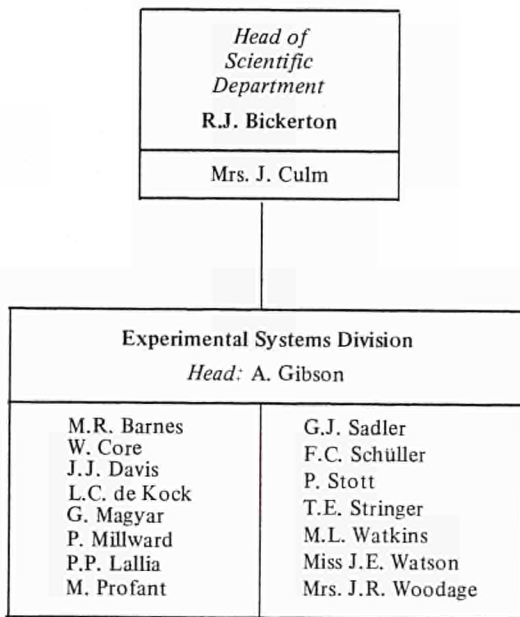 Head of
Scientific
Department
R.J. Bickerton
Mrs. J. Culm
Experimental Systems Division
Head: A. Gibson
M.R. Barnes
W. Core
J.J. Davis
L.C. de Kock
G. Magyar
P. Millward
P.P. Lallia
M. Profant
G.J. Sadler
F.C. Schüller
P. Stott
T.E. Stringer
M.L. Watkins
Miss J.E. Watson
Mrs. J.R. Woodage